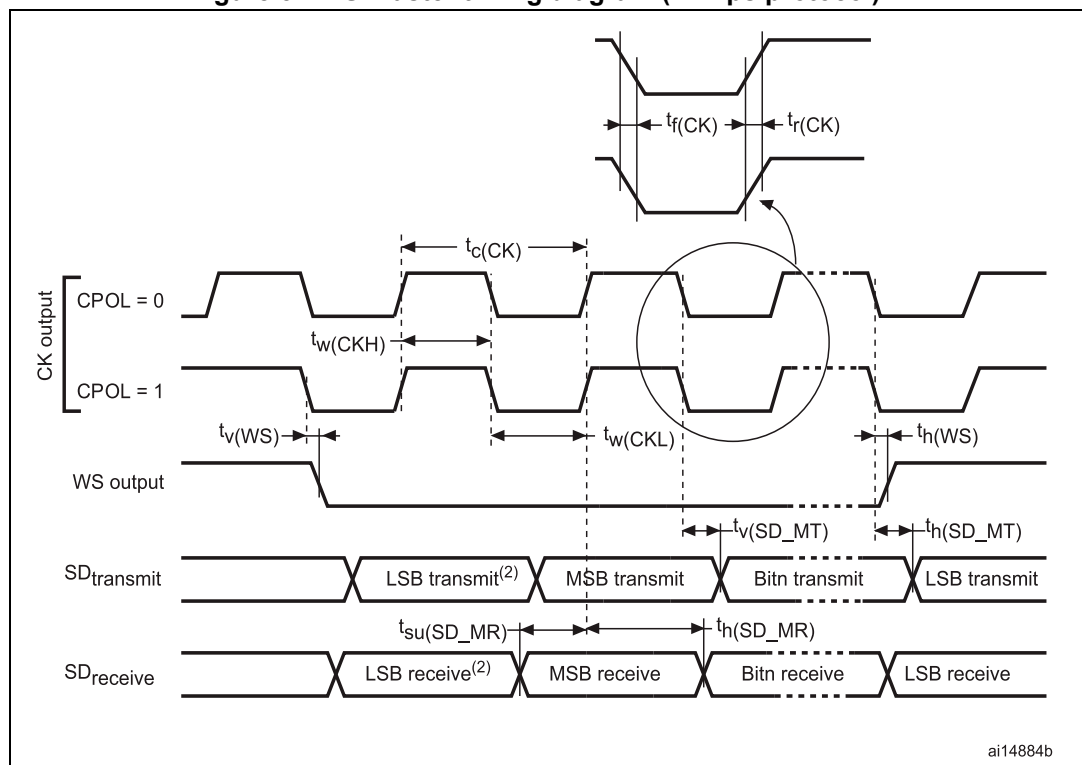 tf(CK)
tr(CK)
tc(CK)
CK output
CPOL = 0
tw(CKH)
CPOL = 1
tv(WS)
tw(CKL)
th(WS)
WS output
tv(SD_MT)
th(SD_MT)
SDtransmit
LSB transmit(2)
MSB transmit
Bitn transmit
LSB transmit
tsu(SD_MR)
th(SD_MR)
SDreceive
LSB receive(2)
MSB receive
Bitn receive
LSB receive
ai14884b